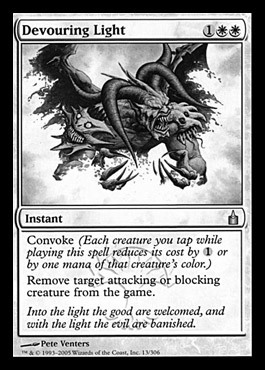 Devouring Light 1
Instant
Convoke (Each creature you tap while
playing this spell reduces its cost by 1 or
by one mana of that creature's color.)
Remove target attacking or blocking
creature from the game.
Into the light the good are welcomed, and
with the light the evil are banished.
Pete Venters
™ & © 1993-2005 Wizards of the Coast, Inc. 13/306